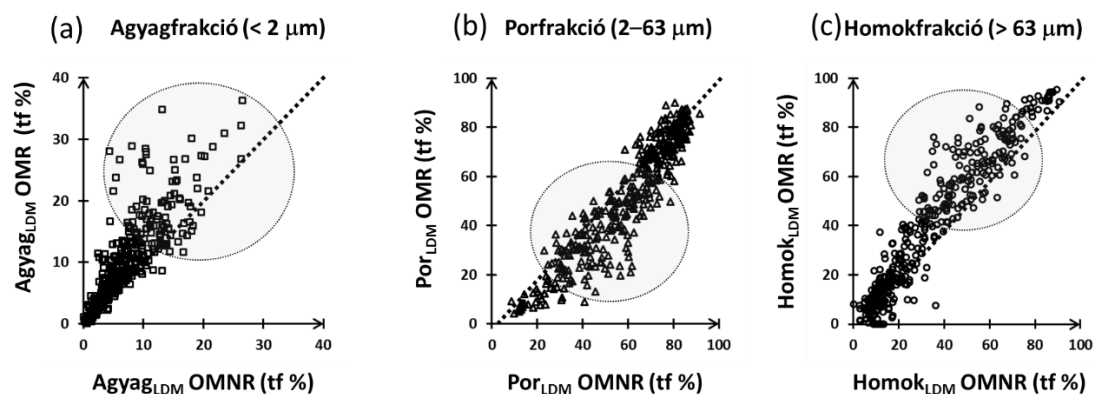 (a) Agyagfrakció (< 2 μm)
Agyag_LDM OMR (tf %)
40
30
20
10
0
0 10 20 30 40
Agyag_LDM OMNR (tf %)
(b) Porfrakció (2–63 μm)
Por_LDM OMR (tf %)
100
80
60
40
20
0
0 20 40 60 80 100
Por_LDM OMNR (tf %)
(c) Homokfrakció (> 63 μm)
Homok_LDM OMR (tf %)
100
80
60
40
20
0
0 20 40 60 80 100
Homok_LDM OMNR (tf %)